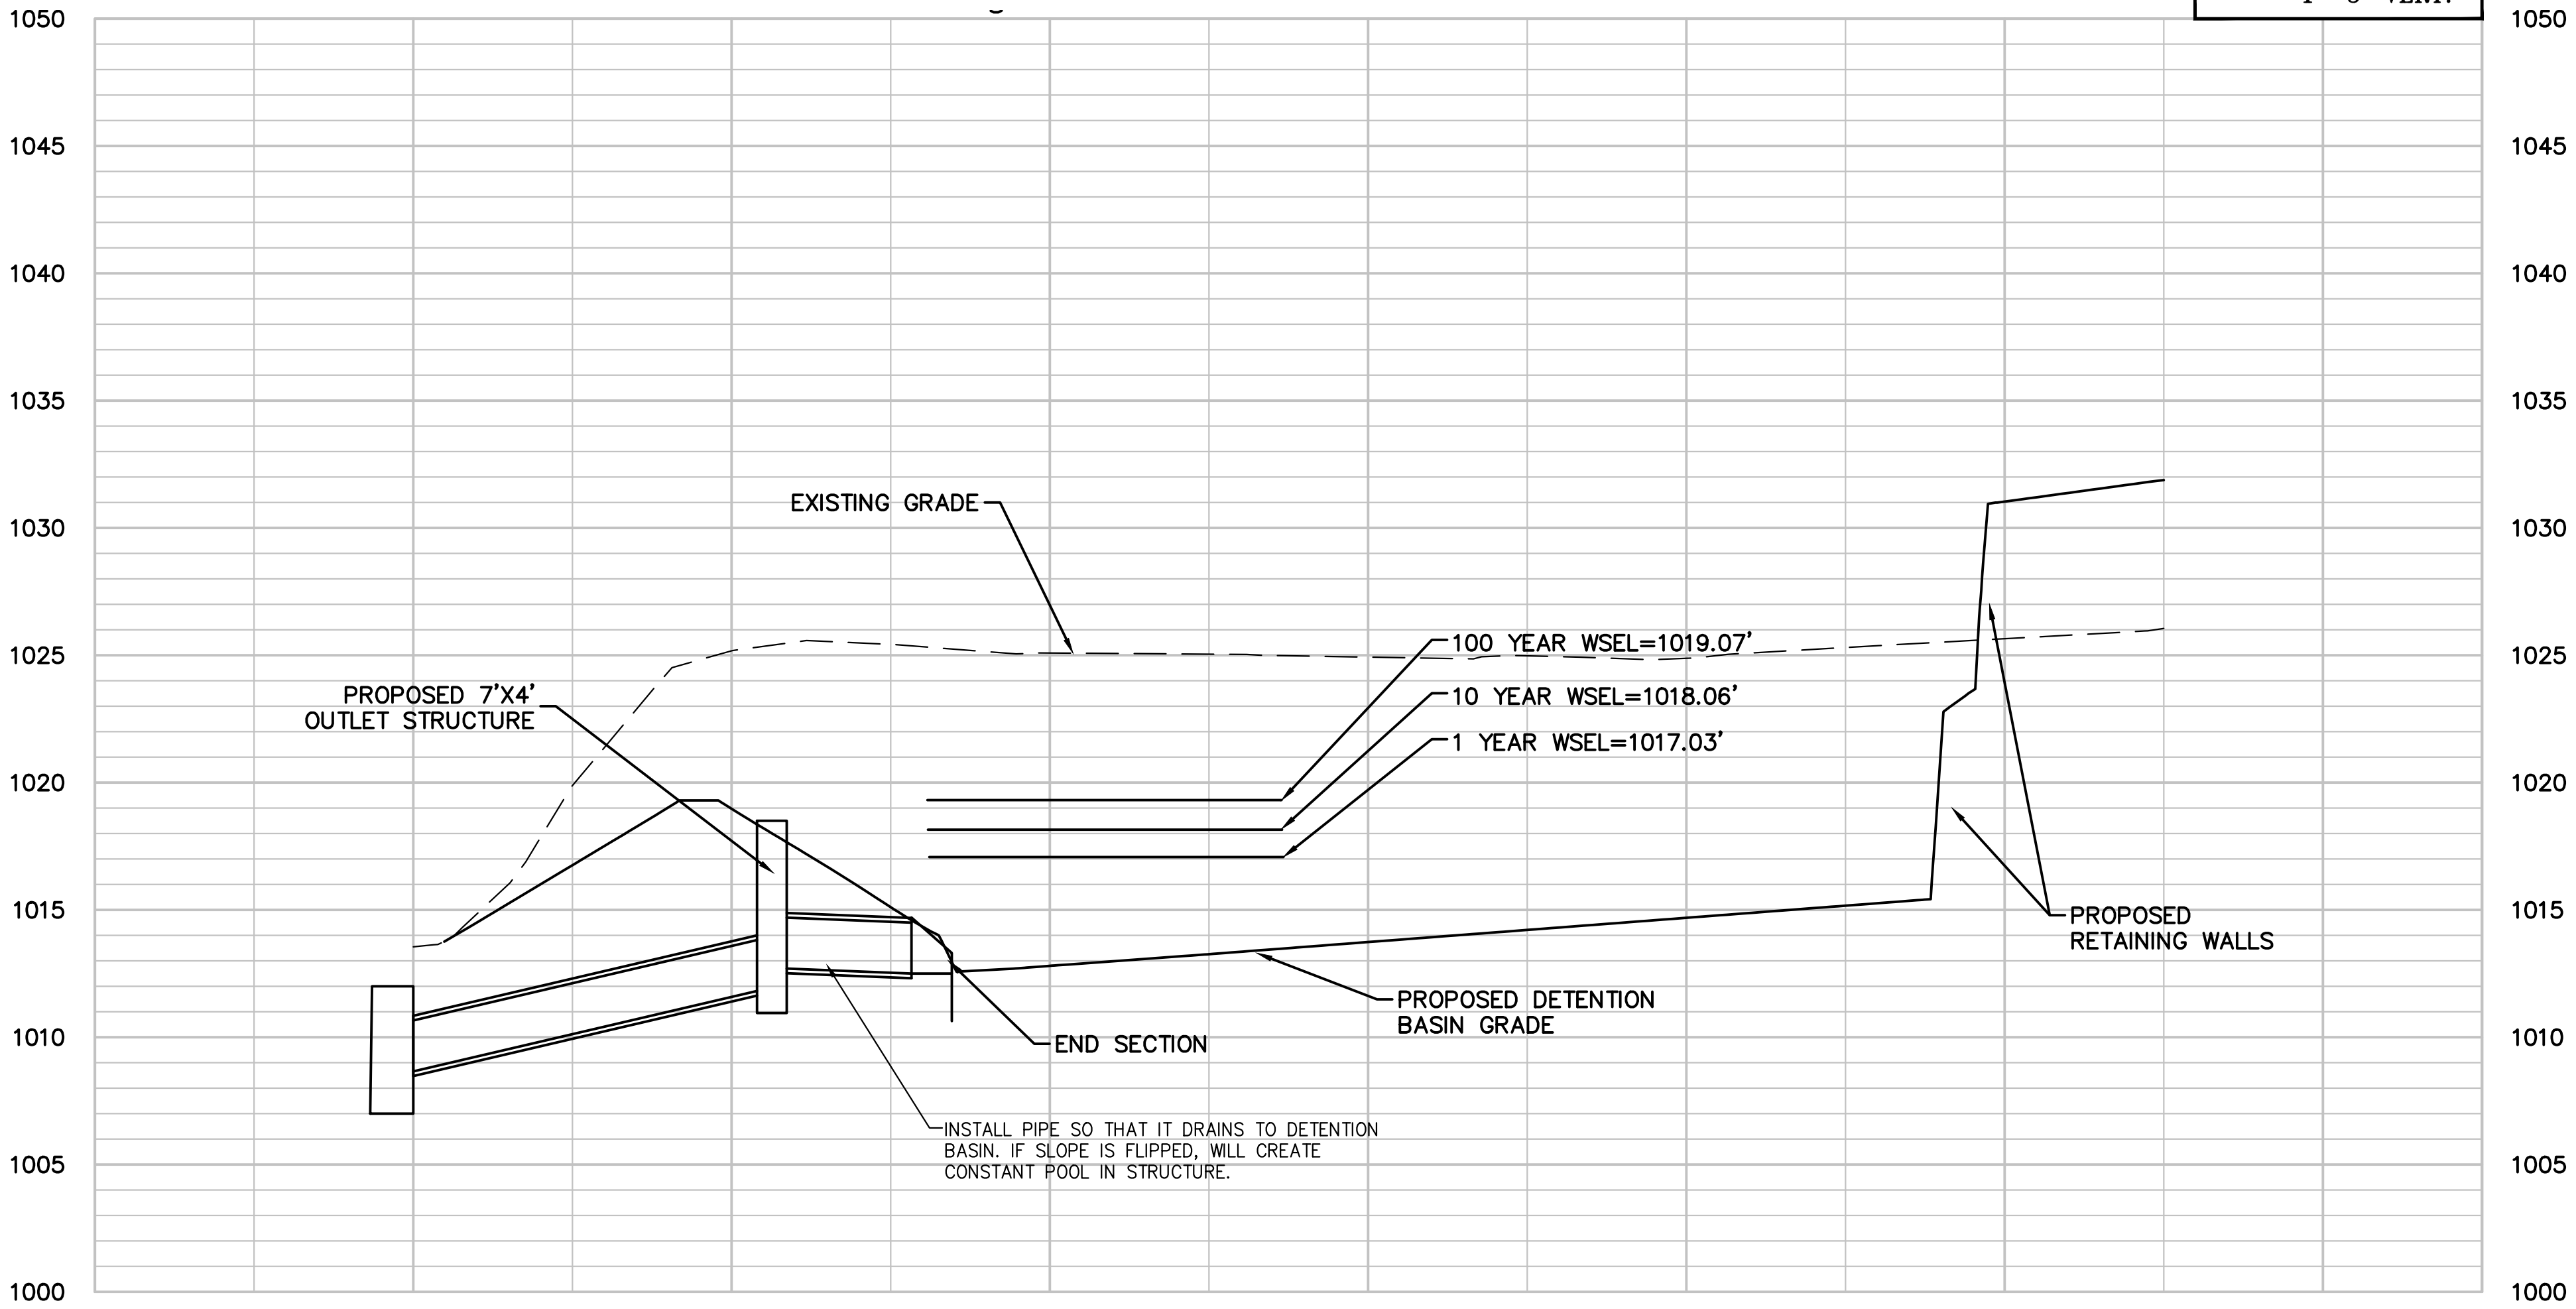 1050
1050
1045
1045
1040
1040
1035
1035
1030
1030
EXISTING GRADE
1025
1025
100 YEAR WSEL=1019.07'
10 YEAR WSEL=1018.06'
1 YEAR WSEL=1017.03'
PROPOSED 7'X4'
OUTLET STRUCTURE
1020
1020
1015
1015
PROPOSED
RETAINING WALLS
PROPOSED DETENTION
BASIN GRADE
1010
1010
END SECTION
INSTALL PIPE SO THAT IT DRAINS TO DETENTION
BASIN. IF SLOPE IS FLIPPED, WILL CREATE
CONSTANT POOL IN STRUCTURE.
1005
1005
1000
1000